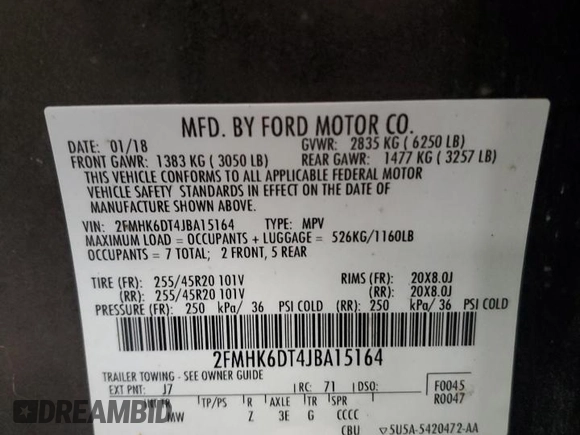 MFD. BY FORD MOTOR CO.
DATE: 01/18 GVWR: 2835 KG ( 6250 LB)
FRONT GAWR: 1383 KG ( 3050 LB) REAR GAWR: 1477 KG ( 3257 LB)
THIS VEHICLE CONFORMS TO ALL APPLICABLE FEDERAL MOTOR
VEHICLE SAFETY STANDARDS IN EFFECT ON THE DATE OF
MANUFACTURE SHOWN ABOVE.
VIN: 2FMHK6DT4JBA15164 TYPE: MPV
MAXIMUM LOAD = OCCUPANTS + LUGGAGE = 526KG/1160LB
OCCUPANTS = 7 TOTAL; 2 FRONT, 5 REAR
TIRE (FR): 255/45R20 101V RIMS (FR): 20X8.0J
(RR): 255/45R20 101V (RR): 20X8.0J
PRESSURE (FR): 250 kPa/ 36 PSI COLD (RR): 250 kPa/ 36 PSI COLD
2FMHK6DT4JBA15164
TRAILER TOWING - SEE OWNER GUIDE
EXT PNT: J7 RC: 71 DSO: F0045
TP/PS R AXLE TR SPR R0047
MW Z 3E G CCCC
CBU 5U5A-5420472-AA
DREAMBID